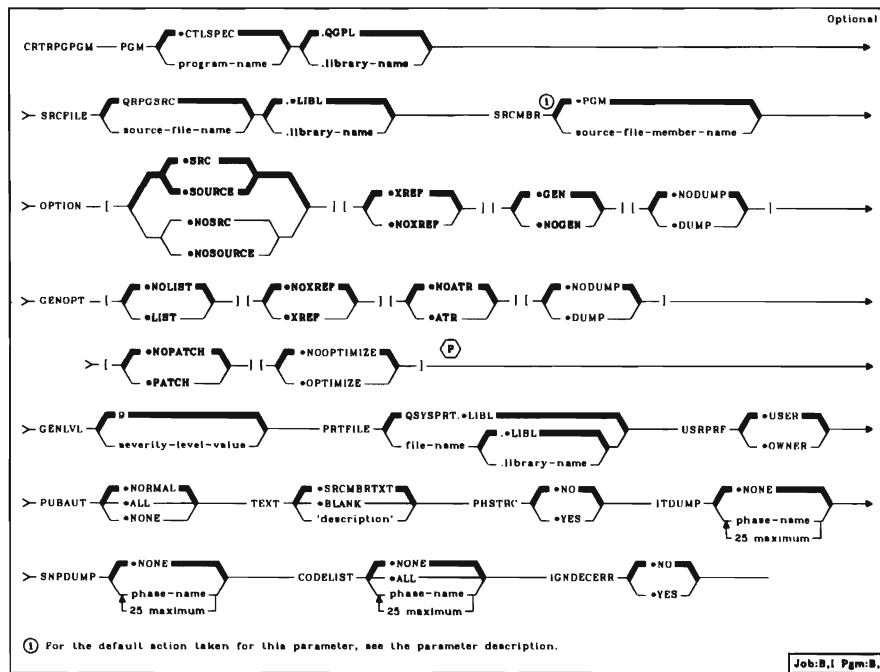 Optional
CRTRPGPGM PGM *CTLSPEC .QGPL
program-name .library-name
SRCFILE QRPGSRC .*LIBL SRCMBR ① *PGM
source-file-name .library-name source-file-member-name
*SRC
OPTION [ *SOURCE ] [ *XREF ] [ *GEN ] [ *NODUMP ]
*NOSRC *NOXREF *NOGEN *DUMP
*NOSOURCE
GENOPT [ *NOLIST ] [ *NOXREF ] [ *NOATR ] [ *NODUMP ]
*LIST *XREF *ATR *DUMP
[ *NOPATCH ] [ *NOOPTIMIZE ] P
*PATCH *OPTIMIZE
GENLVL 9 PRTFILE QSYSPRT.*LIBL USRPRF *USER
severity-level-value file-name .*LIBL *OWNER
.library-name
PUBAUT *NORMAL TEXT *SRCMBRTXT PHSTRC *NO ITDUMP *NONE
*ALL *BLANK *YES phase-name
*NONE 'description' 25 maximum
SNPDUMP *NONE CODELIST *NONE IGNDECERR *NO
phase-name *ALL *YES
25 maximum phase-name
25 maximum
① For the default action taken for this parameter, see the parameter description.
Job:B,I Pgm:B,